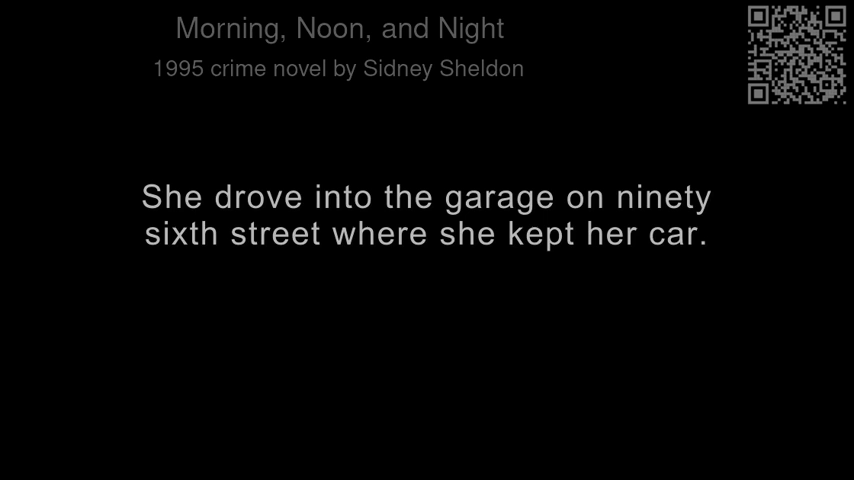 Morning, Noon, and Night
1995 crime novel by Sidney Sheldon
She drove into the garage on ninety
sixth street where she kept her car.